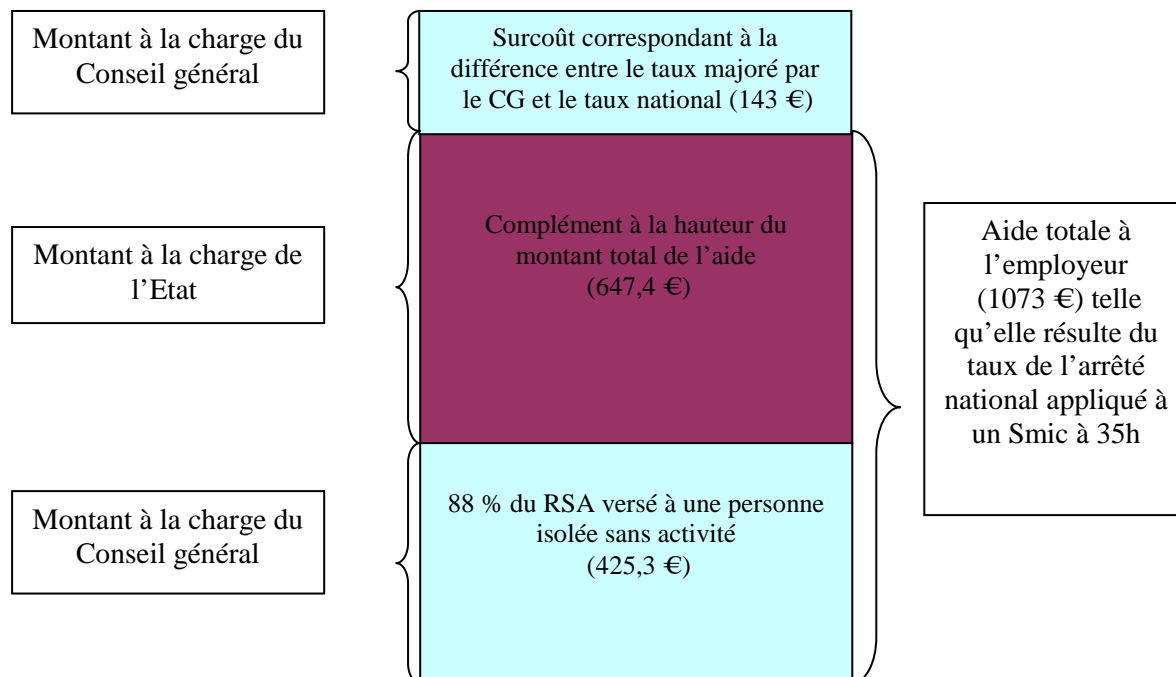 Montant à la charge du
Conseil général
Surcoût correspondant à la
différence entre le taux majoré par
le CG et le taux national (143 €)
Montant à la charge de
l’Etat
Complément à la hauteur du
montant total de l’aide
(647,4 €)
Aide totale à
l’employeur
(1073 €) telle
qu’elle résulte du
taux de l’arrêté
national appliqué à
un Smic à 35h
Montant à la charge du
Conseil général
88 % du RSA versé à une personne
isolée sans activité
(425,3 €)